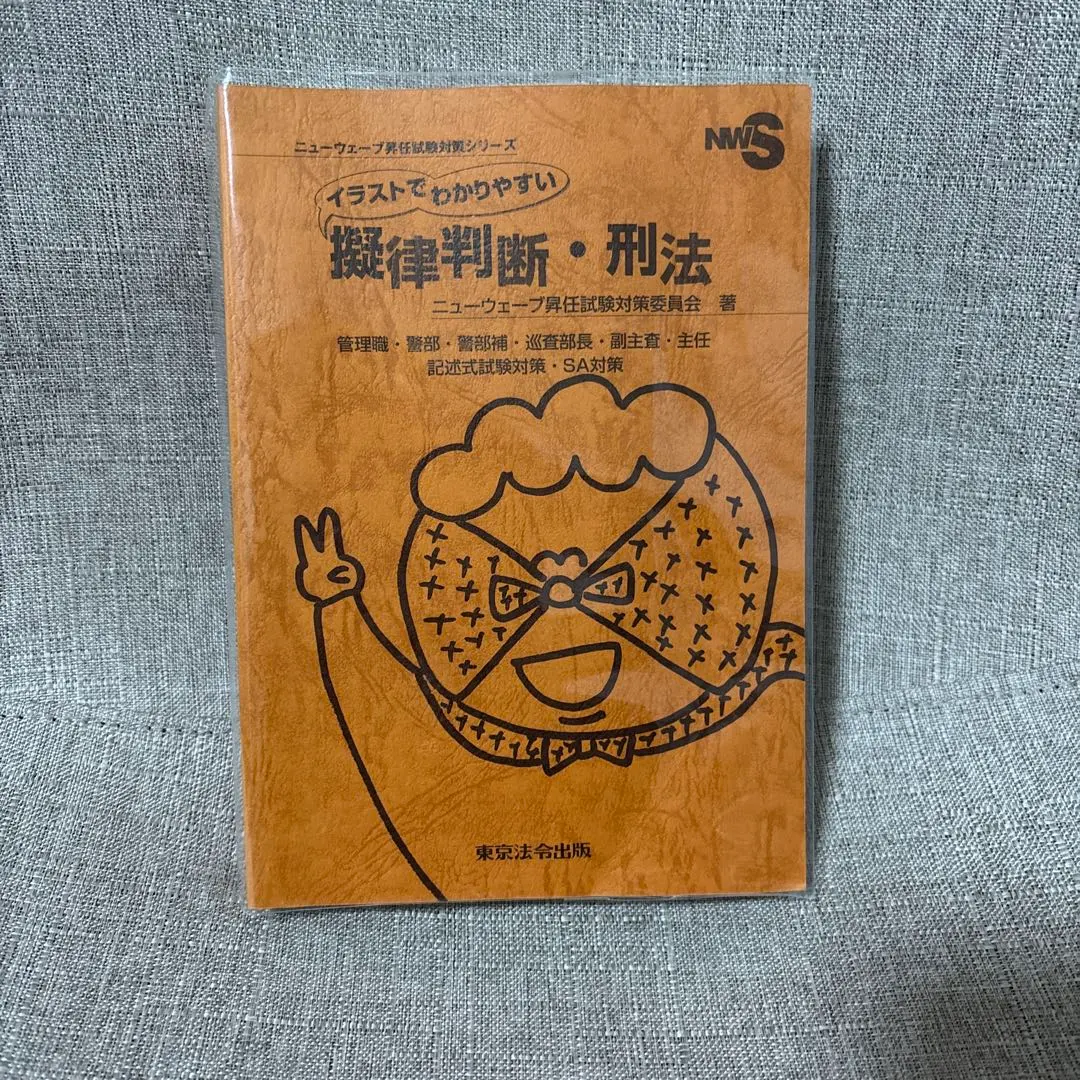 ニューウェーブ昇任試験対策シリーズ
NWS
イラストでわかりやすい
擬律判断・刑法
ニューウェーブ昇任試験対策委員会 著
管理職・警部・警部補・巡査部長・副主査・主任
記述式試験対策・SA対策
東京法令出版